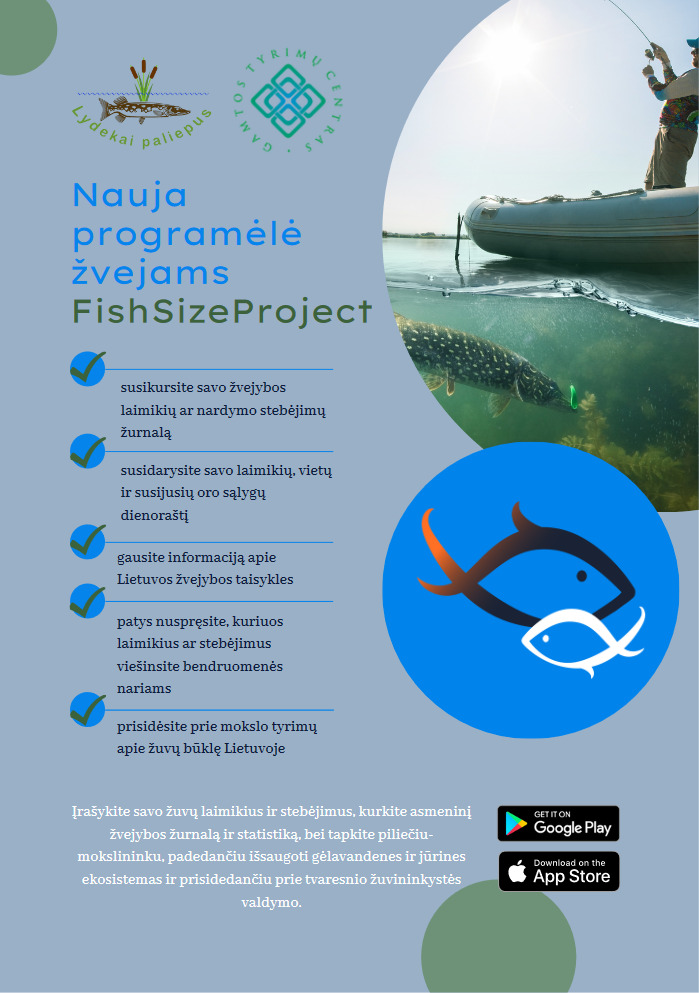 Lydekai paliepus
GAMTOS TYRIMŲ CENTRAS
Nauja
programėlė
žvejams
FishSizeProject
susikursite savo žvejybos
laimikių ar nardymo stebėjimų
žurnalą
susidarysite savo laimikių, vietų
ir susijusių oro sąlygų
dienoraštį
gausite informaciją apie
Lietuvos žvejybos taisykles
patys nuspręsite, kuriuos
laimikius ar stebėjimus
viešinsite bendruomenės
nariams
prisidėsite prie mokslo tyrimų
apie žuvų būklę Lietuvoje
Įrašykite savo žuvų laimikius ir stebėjimus, kurkite asmeninį
žvejybos žurnalą ir statistiką, bei tapkite piliečiu-
mokslininku, padedančiu išsaugoti gėlavandenes ir jūrines
ekosistemas ir prisidedančiu prie tvaresnio žuvininkystės
valdymo.
GET IT ON
Google Play
Download on the
App Store